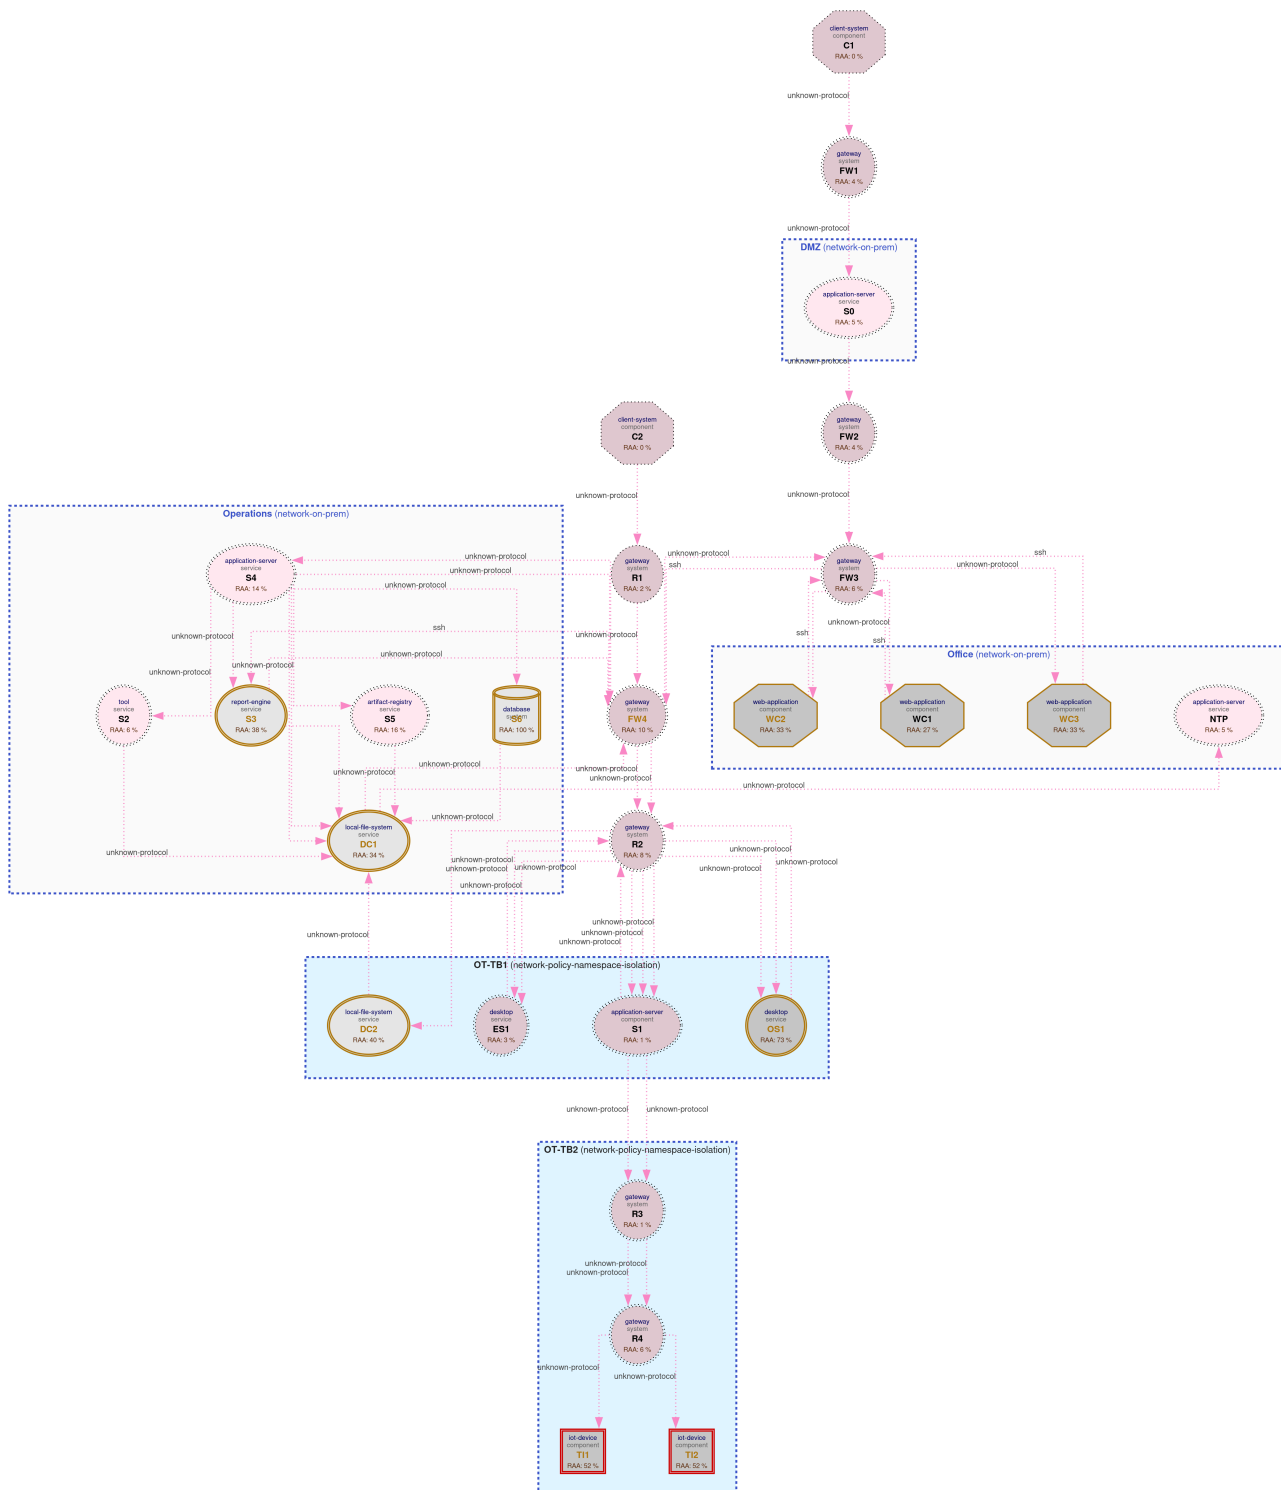 client-system
component
C1
RAA: 0 %
unknown-protocol
gateway
system
FW1
RAA: 4 %
unknown-protocol
DMZ (network-on-prem)
application-server
service
S0
RAA: 5 %
unknown-protocol
client-system
component
C2
RAA: 0 %
gateway
system
FW2
RAA: 4 %
unknown-protocol
unknown-protocol
Operations (network-on-prem)
application-server
service
S4
RAA: 14 %
unknown-protocol
unknown-protocol
unknown-protocol
gateway
system
R1
RAA: 2 %
unknown-protocol
ssh
gateway
system
FW3
RAA: 6 %
ssh
unknown-protocol
unknown-protocol
ssh
unknown-protocol
unknown-protocol
unknown-protocol
unknown-protocol
ssh
unknown-protocol
ssh
Office (network-on-prem)
tool
service
S2
RAA: 6 %
report-engine
service
S3
RAA: 38 %
artifact-registry
service
S5
RAA: 16 %
database
system
S6
RAA: 100 %
gateway
system
FW4
RAA: 10 %
web-application
component
WC2
RAA: 33 %
web-application
component
WC1
RAA: 27 %
web-application
component
WC3
RAA: 33 %
application-server
service
NTP
RAA: 5 %
unknown-protocol
unknown-protocol
unknown-protocol
unknown-protocol
unknown-protocol
unknown-protocol
local-file-system
service
DC1
RAA: 34 %
gateway
system
R2
RAA: 8 %
unknown-protocol
unknown-protocol
unknown-protocol
unknown-protocol
unknown-protocol
unknown-protocol
unknown-protocol
unknown-protocol
unknown-protocol
unknown-protocol
unknown-protocol
unknown-protocol
OT-TB1 (network-policy-namespace-isolation)
local-file-system
service
DC2
RAA: 40 %
desktop
service
ES1
RAA: 3 %
application-server
component
S1
RAA: 1 %
desktop
service
OS1
RAA: 73 %
unknown-protocol
unknown-protocol
OT-TB2 (network-policy-namespace-isolation)
gateway
system
R3
RAA: 1 %
unknown-protocol
unknown-protocol
gateway
system
R4
RAA: 6 %
unknown-protocol
unknown-protocol
iot-device
component
TI1
RAA: 52 %
iot-device
component
TI2
RAA: 52 %